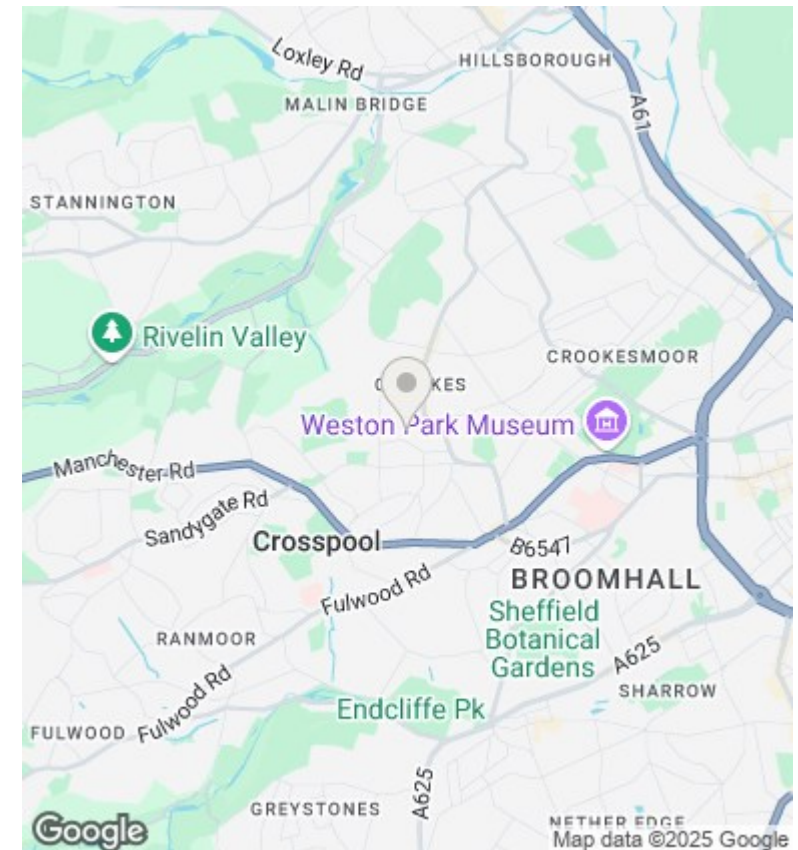 Loxley Rd
HILLSBOROUGH
MALIN BRIDGE
A61
STANNINGTON
Rivelin Valley
CROOKESMOOR
Weston Park Museum
Manchester Rd
Sandygate Rd
Crosspool
B6547
Fulwood Rd
BROOMHALL
Sheffield
Botanical
Gardens
RANMOOR
A625
SHARROW
Fulwood Rd
Endcliffe Pk
FULWOOD
A625
GREYSTONES
NETHER EDGE
Google
Map data ©2025 Google